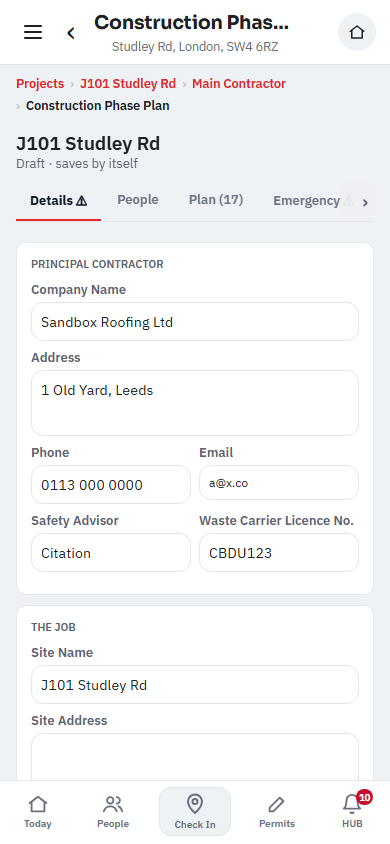 Construction Phas...
Studley Rd, London, SW4 6RZ
Projects › J101 Studley Rd › Main Contractor
› Construction Phase Plan
J101 Studley Rd
Draft · saves by itself
Details ⚠ People Plan (17) Emergency ⚠ ›
PRINCIPAL CONTRACTOR
Company Name
Sandbox Roofing Ltd
Address
1 Old Yard, Leeds
Phone Email
0113 000 0000 a@x.co
Safety Advisor Waste Carrier Licence No.
Citation CBDU123
THE JOB
Site Name
J101 Studley Rd
Site Address
10
Today People Check In Permits HUB